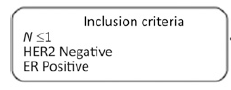 Inclusion criteria
N ≤1
HER2 Negative
ER Positive